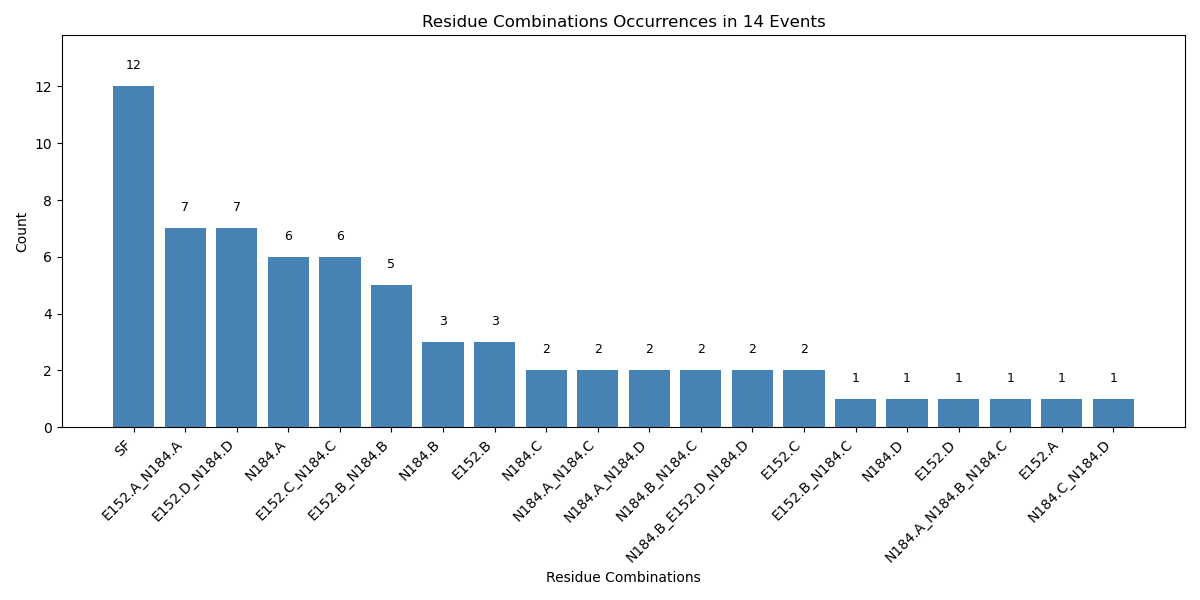 Residue Combinations Occurrences in 14 Events
Count
12
10
8
6
4
2
0
12
7
7
6
6
5
3
3
2
2
2
2
2
2
1
1
1
1
1
1
SF
E152.A_N184.A
E152.D_N184.D
N184.A
E152.C_N184.C
E152.B_N184.B
N184.B
E152.B
N184.C
N184.A_N184.C
N184.A_N184.D
N184.B_N184.C
N184.B_E152.D_N184.D
E152.C
E152.B_N184.C
N184.D
E152.D
N184.A_N184.B_N184.C
E152.A
N184.C_N184.D
Residue Combinations